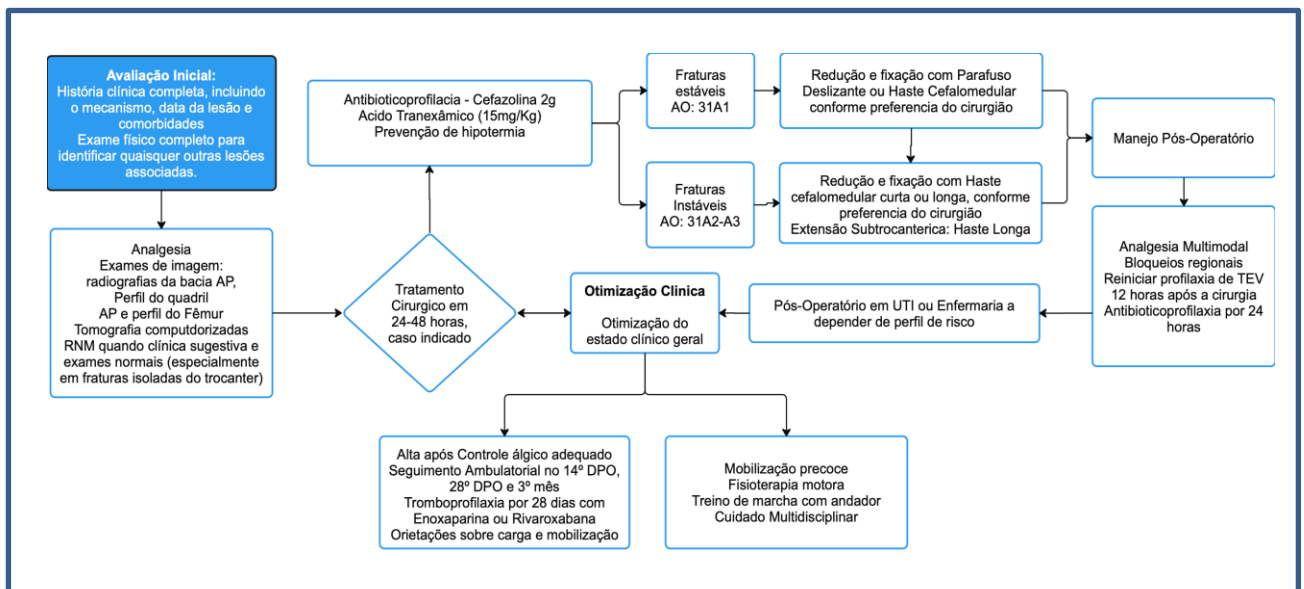 Avaliação Inicial:
História clínica completa, incluindo
o mecanismo, data da lesão e
comorbidades
Exame físico completo para
identificar quaisquer outras lesões
associadas.
Analgesia
Exames de imagem:
radiografias da bacia AP,
Perfil do quadril
AP e perfil do Fêmur
Tomografia computdorizadas
RNM quando clínica sugestiva e
exames normais (especialmente
em fraturas isoladas do trocanter)
Tratamento
Cirurgico em
24-48 horas,
caso indicado
Antibioticoprofilacia - Cefazolina 2g
Acido Tranexâmico (15mg/Kg)
Prevenção de hipotermia
Fraturas
estáveis
AO: 31A1
Redução e fixação com Parafuso
Deslizante ou Haste Cefalomedular
conforme preferencia do cirurgião
Fraturas
Instáveis
AO: 31A2-A3
Redução e fixação com Haste
cefalomedular curta ou longa, conforme
preferencia do cirurgião
Extensão Subtrocanterica: Haste Longa
Manejo Pós-Operatório
Analgesia Multimodal
Bloqueios regionais
Reiniciar profilaxia de TEV
12 horas após a cirurgia
Antibioticoprofilaxia por 24
horas
Pós-Operatório em UTI ou Enfermaria a
depender de perfil de risco
Otimização Clinica
Otimização do
estado clínico geral
Alta após Controle álgico adequado
Seguimento Ambulatorial no 14º DPO,
28º DPO e 3º mês
Tromboprofilaxia por 28 dias com
Enoxaparina ou Rivaroxabana
Orietações sobre carga e mobilização
Mobilização precoce
Fisioterapia motora
Treino de marcha com andador
Cuidado Multidisciplinar